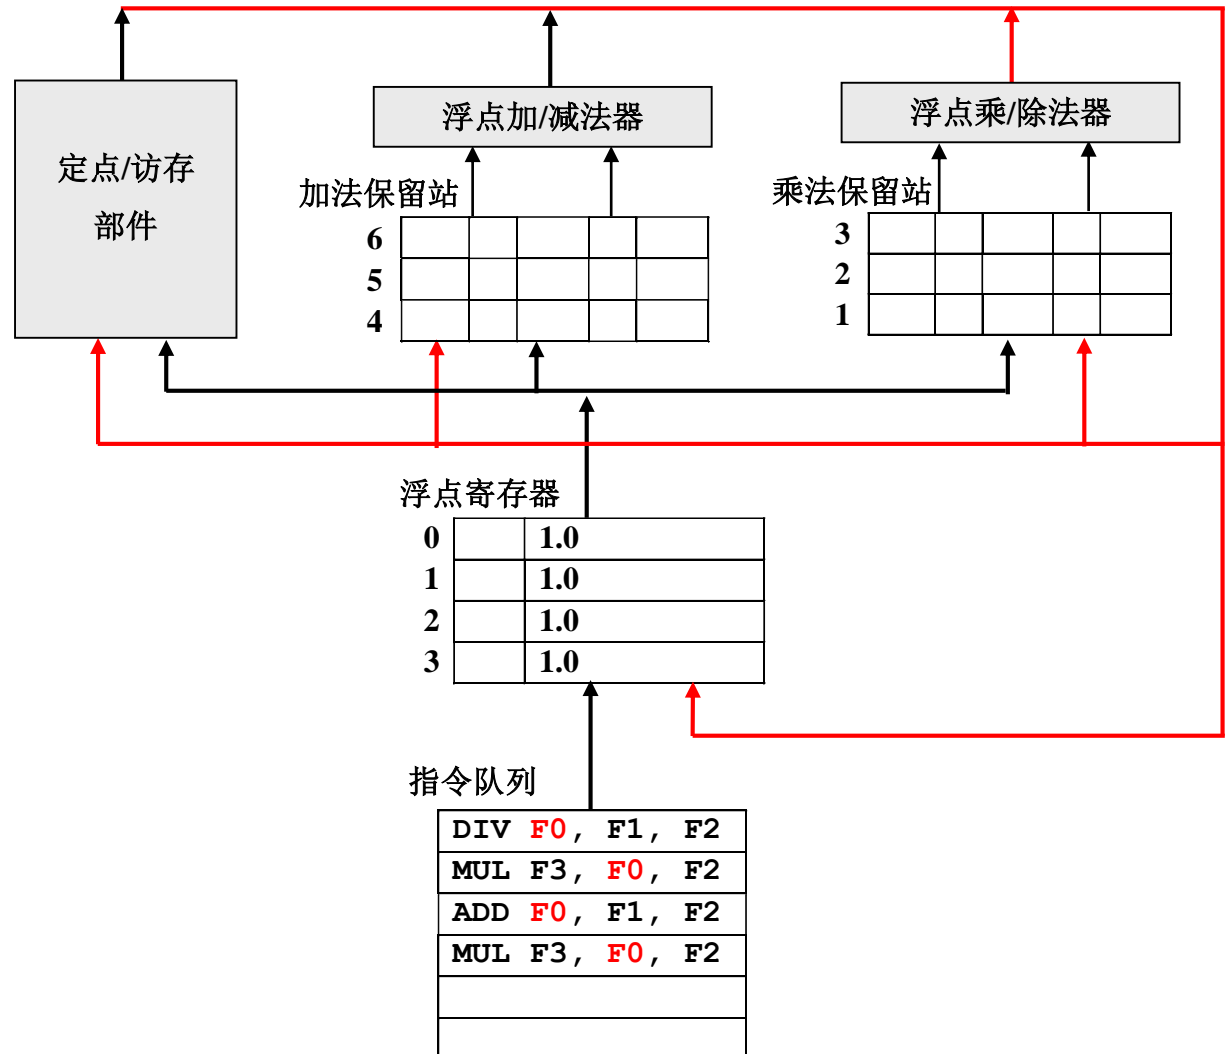 浮点加/减法器
浮点乘/除法器
定点/访存
部件
加法保留站
6
5
4
乘法保留站
3
2
1
浮点寄存器
0 1.0
1 1.0
2 1.0
3 1.0
指令队列
DIV F0, F1, F2
MUL F3, F0, F2
ADD F0, F1, F2
MUL F3, F0, F2